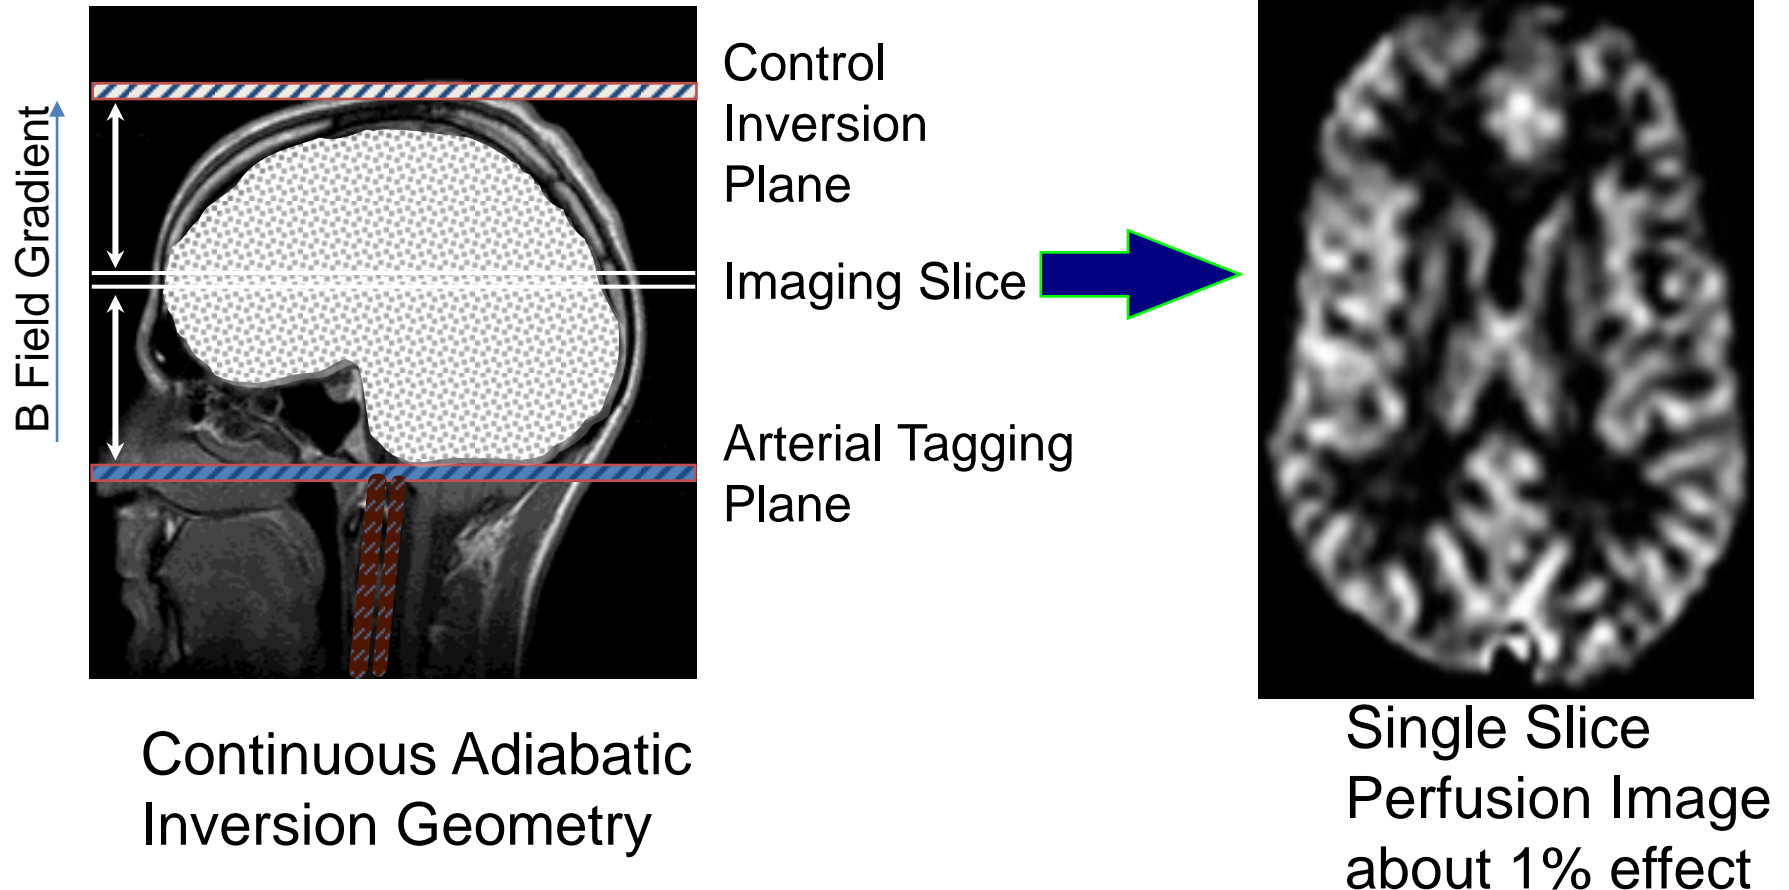 B Field Gradient
Control
Inversion
Plane
Imaging Slice
Arterial Tagging
Plane
Continuous Adiabatic
Inversion Geometry
Single Slice
Perfusion Image
about 1% effect